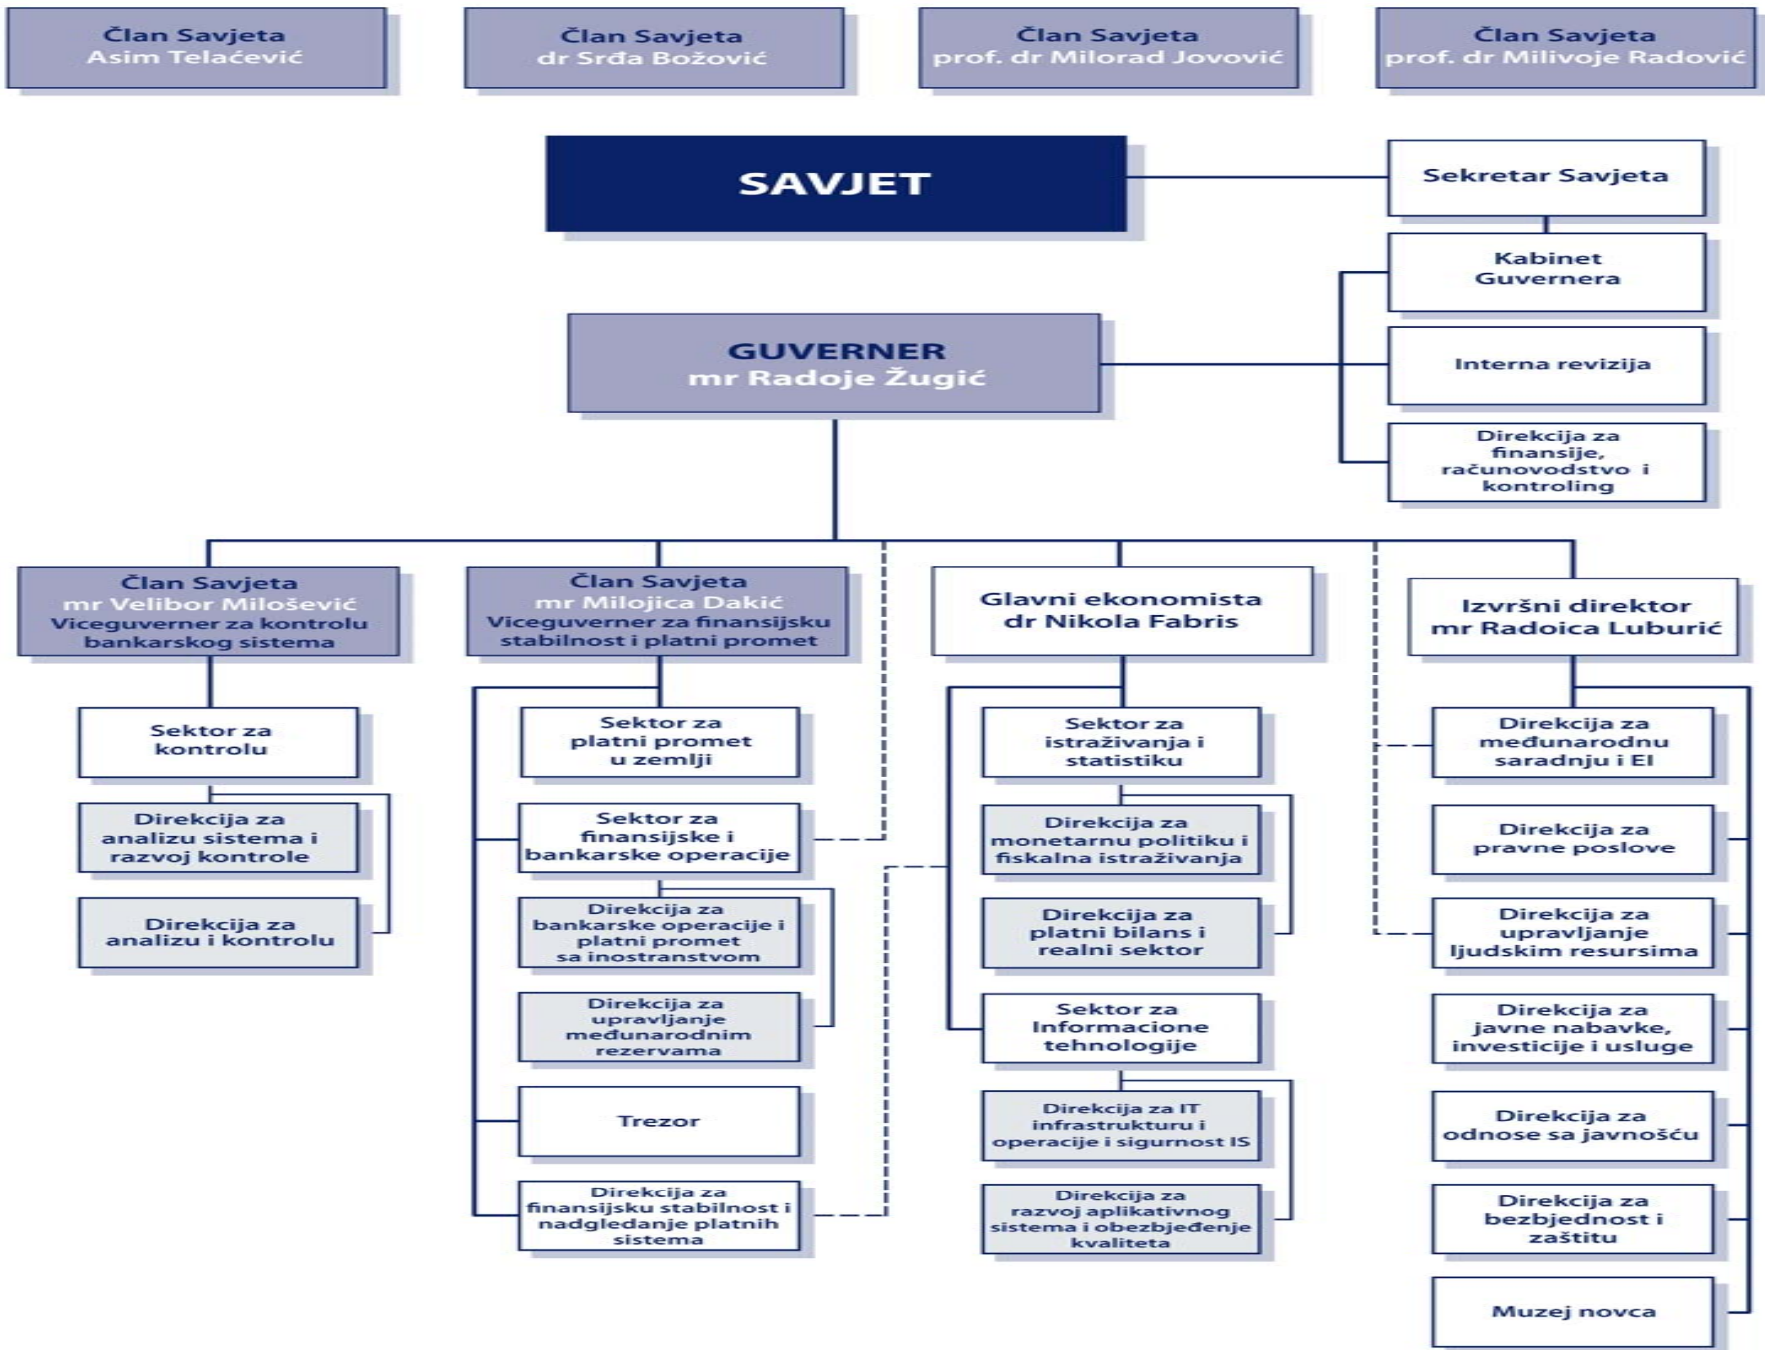 Član Savjeta
Asim Telaćević
Član Savjeta
dr Srđa Božović
Član Savjeta
prof. dr Milorad Jovović
Član Savjeta
prof. dr Milivoje Radović
SAVJET
Sekretar Savjeta
Kabinet
Guvernera
GUVERNER
mr Radoje Žugić
Interna revizija
Direkcija za
finansije,
računovodstvo i
kontroling
Član Savjeta
mr Velibor Milošević
Viceguverner za kontrolu
bankarskog sistema
Član Savjeta
mr Milojica Dakić
Viceguverner za finansijsku
stabilnost i platni promet
Glavni ekonomista
dr Nikola Fabris
Izvršni direktor
mr Radoica Luburić
Sektor za
kontrolu
Direkcija za
analizu sistema i
razvoj kontrole
Direkcija za
analizu i kontrolu
Sektor za
platni promet
u zemlji
Sektor za
finansijske i
bankarske operacije
Direkcija za
bankarske operacije i
platni promet
sa inostranstvom
Direkcija za
upravljanje
međunarodnim
rezervama
Trezor
Direkcija za
finansijsku stabilnost i
nadgledanje platnih
sistema
Sektor za
istraživanja i
statistiku
Direkcija za
monetarnu politiku i
fiskalna istraživanja
Direkcija za
platni bilans i
realni sektor
Sektor za
Informacione
tehnologije
Direkcija za IT
infrastrukturu i
operacije i sigurnost IS
Direkcija za
razvoj aplikativnog
sistema i obezbjeđenje
kvaliteta
Direkcija za
međunarodnu
saradnju i EI
Direkcija za
pravne poslove
Direkcija za
upravljanje
ljudskim resursima
Direkcija za
javne nabavke,
investicije i usluge
Direkcija za
odnose sa javnošću
Direkcija za
bezbjednost i
zaštitu
Muzej novca